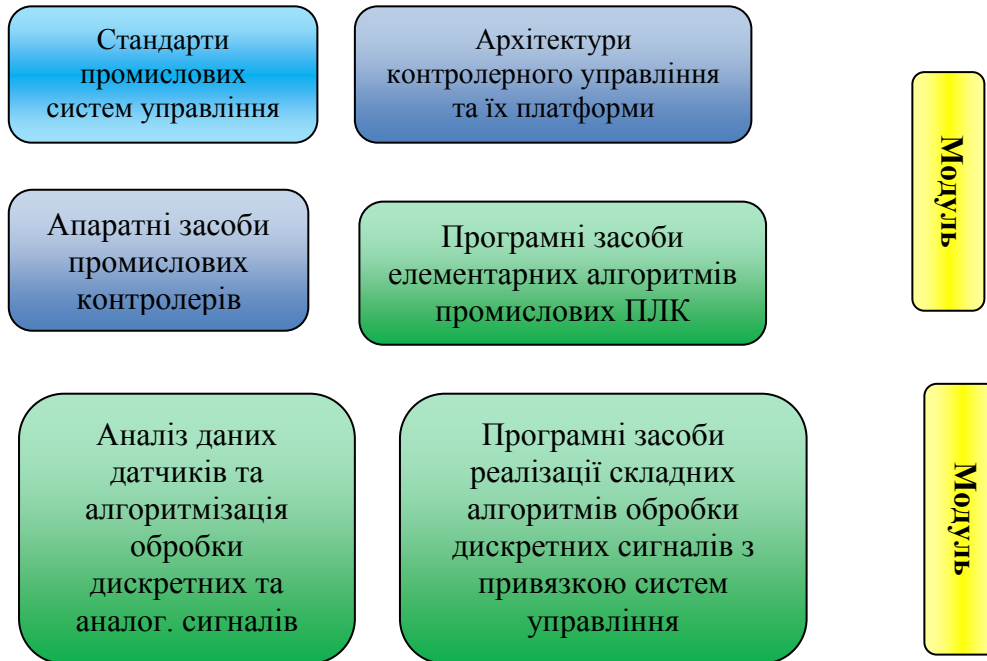 Стандарти
промислових
систем управління
Архітектури
контролерного управління
та їх платформи
Модуль
Апаратні засоби
промислових
контролерів
Програмні засоби
елементарних алгоритмів
промислових ПЛК
Аналіз даних
датчиків та
алгоритмізація
обробки
дискретних та
аналог. сигналів
Програмні засоби
реалізації складних
алгоритмів обробки
дискретних сигналів з
привязкою систем
управління
Модуль